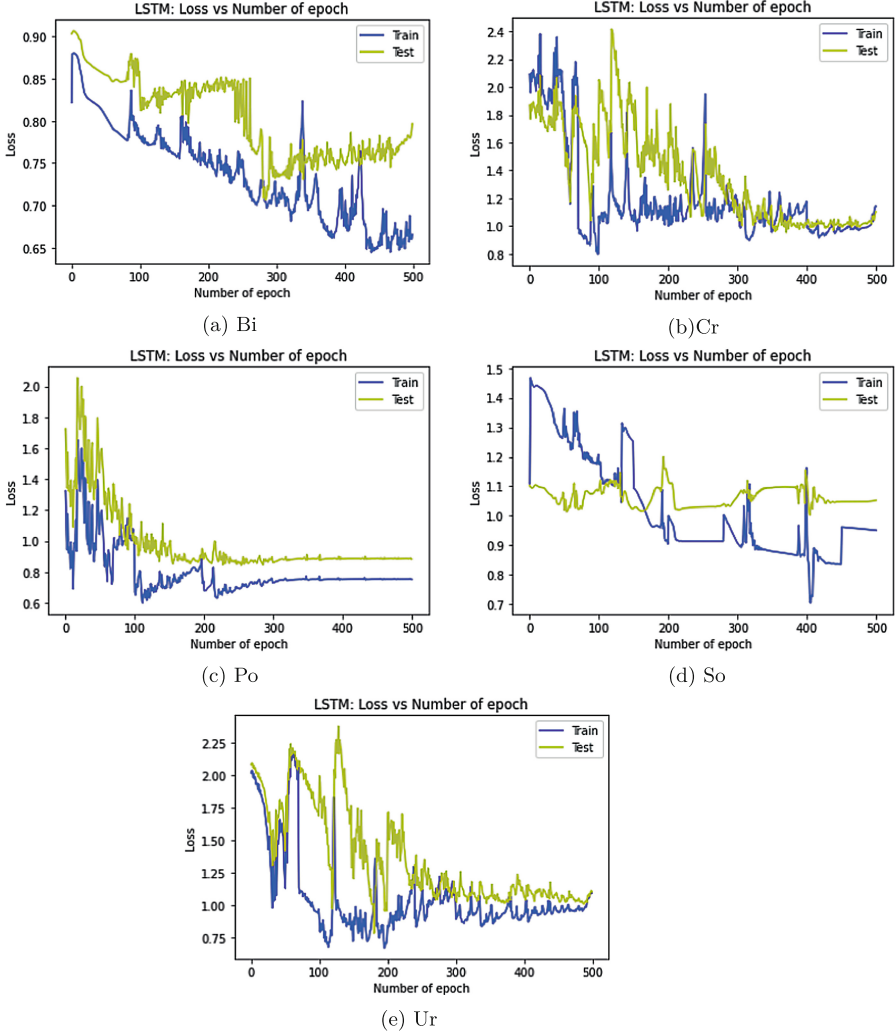 LSTM: Loss vs Number of epoch
Train
Test
0.90
0.85
0.80
0.75
0.70
0.65
Loss
0 100 200 300 400 500
Number of epoch
(a) Bi
LSTM: Loss vs Number of epoch
Train
Test
2.4
2.2
2.0
1.8
1.6
1.4
1.2
1.0
0.8
Loss
0 100 200 300 400 500
Number of epoch
(b)Cr
LSTM: Loss vs Number of epoch
Train
Test
2.0
1.8
1.6
1.4
1.2
1.0
0.8
0.6
Loss
0 100 200 300 400 500
Number of epoch
(c) Po
LSTM: Loss vs Number of epoch
Train
Test
1.5
1.4
1.3
1.2
1.1
1.0
0.9
0.8
0.7
Loss
0 100 200 300 400 500
Number of epoch
(d) So
LSTM: Loss vs Number of epoch
Train
Test
2.25
2.00
1.75
1.50
1.25
1.00
0.75
Loss
0 100 200 300 400 500
Number of epoch
(e) Ur